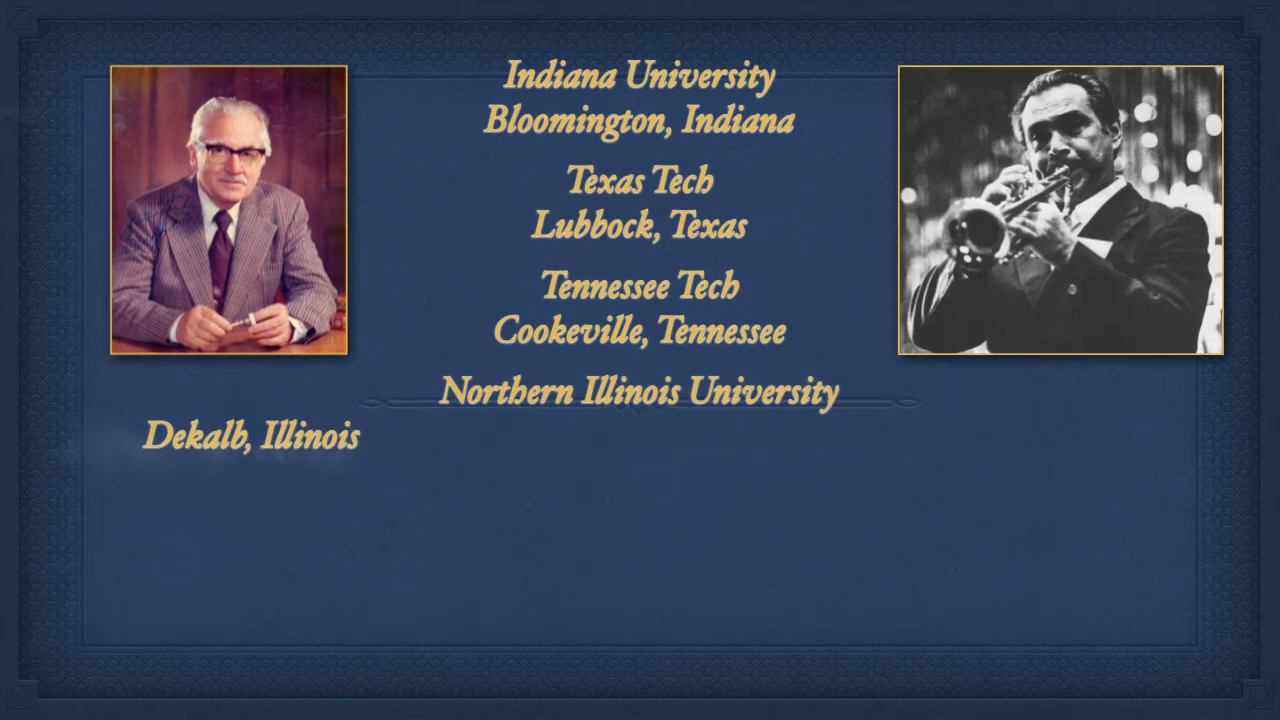 Indiana University
Bloomington, Indiana
Texas Tech
Lubbock, Texas
Tennessee Tech
Cookeville, Tennessee
Northern Illinois University
Dekalb, Illinois